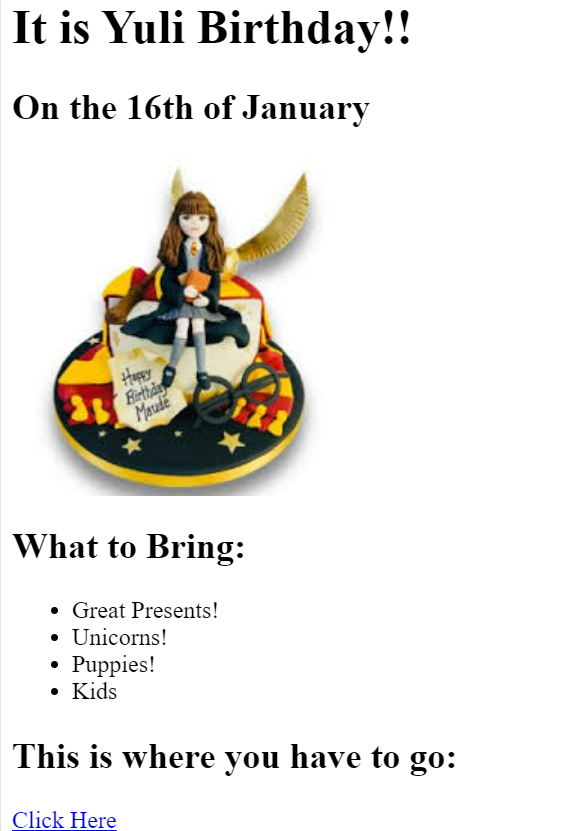 It is Yuli Birthday!!
On the 16th of January
Happy
Birthday
Maude
What to Bring:
Great Presents!
Unicorns!
Puppies!
Kids
This is where you have to go:
Click Here